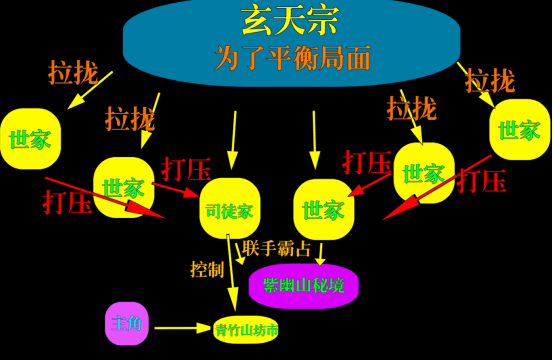 玄天宗
为了平衡局面
拉拢
拉拢
拉拢
拉拢
世家
世家
世家
世家
打压
打压
打压
打压
司徒家
世家
联手霸占
控制
紫幽山秘境
主角
青竹山坊市